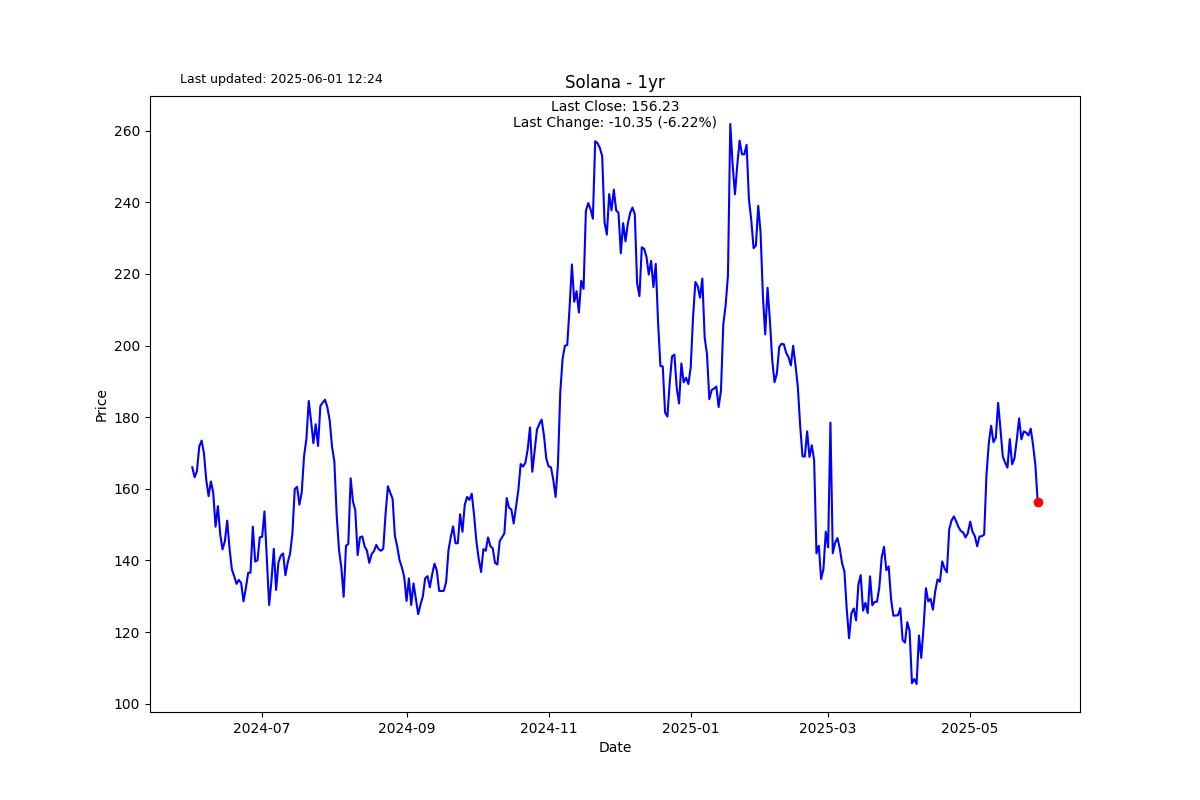 Last updated: 2025-06-01 12:24
Solana - 1yr
Last Close: 156.23
Last Change: -10.35 (-6.22%)
260
240
220
200
180
160
140
120
100
Price
2024-07
2024-09
2024-11
2025-01
2025-03
2025-05
Date